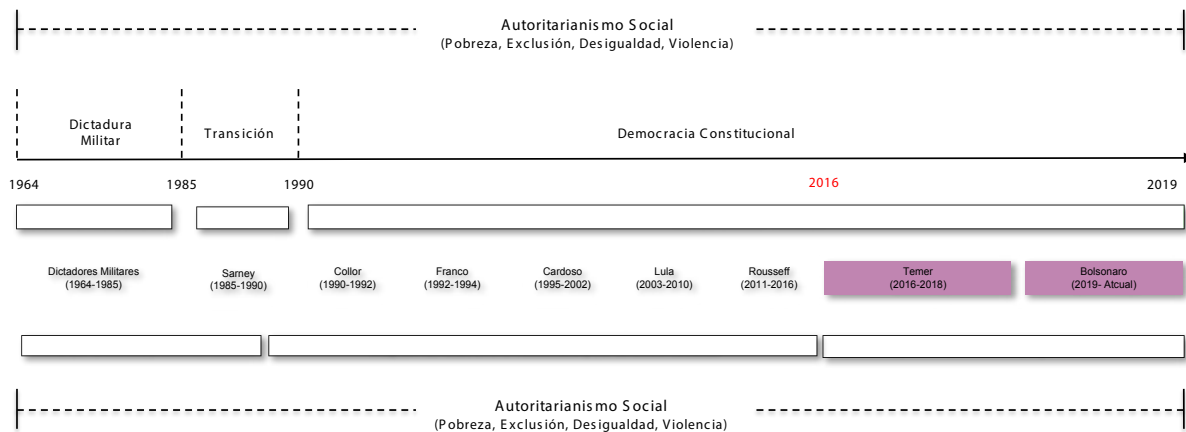 Autoritarianismo Social
(Pobreza, Exclusión, Desigualdad, Violencia)
Dictadura
Militar
Transición
Democracia Constitucional
1964
1985
1990
2016
2019
Dictadores Militares
(1964-1985)
Sarney
(1985-1990)
Collor
(1990-1992)
Franco
(1992-1994)
Cardoso
(1995-2002)
Lula
(2003-2010)
Rousseff
(2011-2016)
Temer
(2016-2018)
Bolsonaro
(2019- Atcual)
Autoritarianismo Social
(Pobreza, Exclusión, Desigualdad, Violencia)